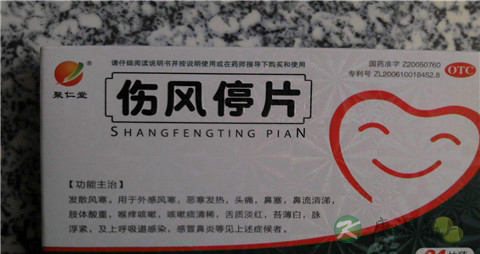 请仔细阅读说明书并按说明使用或在药师指导下购买和使用
国药准字 Z20050760
专利号 ZL200610018452.8
OTC
聚仁堂
伤风停片
SHANGFENGTING PIAN
【功能主治】
发散风寒。用于外感风寒，恶寒发热，头痛，鼻塞，鼻流清涕，
肢体酸重，喉痒咳嗽，咳嗽痰清稀，舌质淡红，苔薄白，脉
浮紧，及上呼吸道感染，感冒鼻炎等见上述症候者。